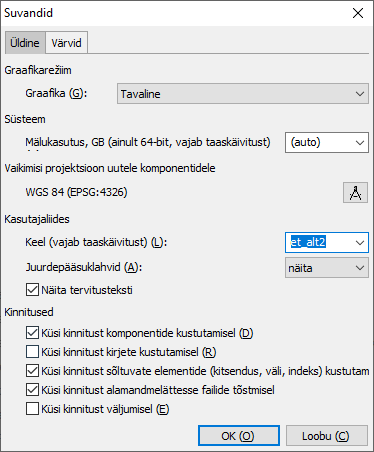 Suvandid
Üldine Värvid
Graafikarežiim
Graafika (G): Tavaline
Süsteem
Mälukasutus, GB (ainult 64-bit, vajab taaskäivitust) (auto)
Vaikimisi projektsioon uutele komponentidele
WGS 84 (EPSG:4326)
Kasutajaliides
Keel (vajab taaskäivitust) (L): et_alt2
Juurdepääsuklahvid (A): näita
Näita tervitusteksti
Kinnitused
Küsi kinnitust komponentide kustutamisel (D)
Küsi kinnitust kirjete kustutamisel (R)
Küsi kinnitust sõltuvate elementide (kitsendus, väli, indeks) kustutam
Küsi kinnitust alamandmelättesse failide tõstmisel
Küsi kinnitust väljumisel (E)
OK (O) Loobu (C)